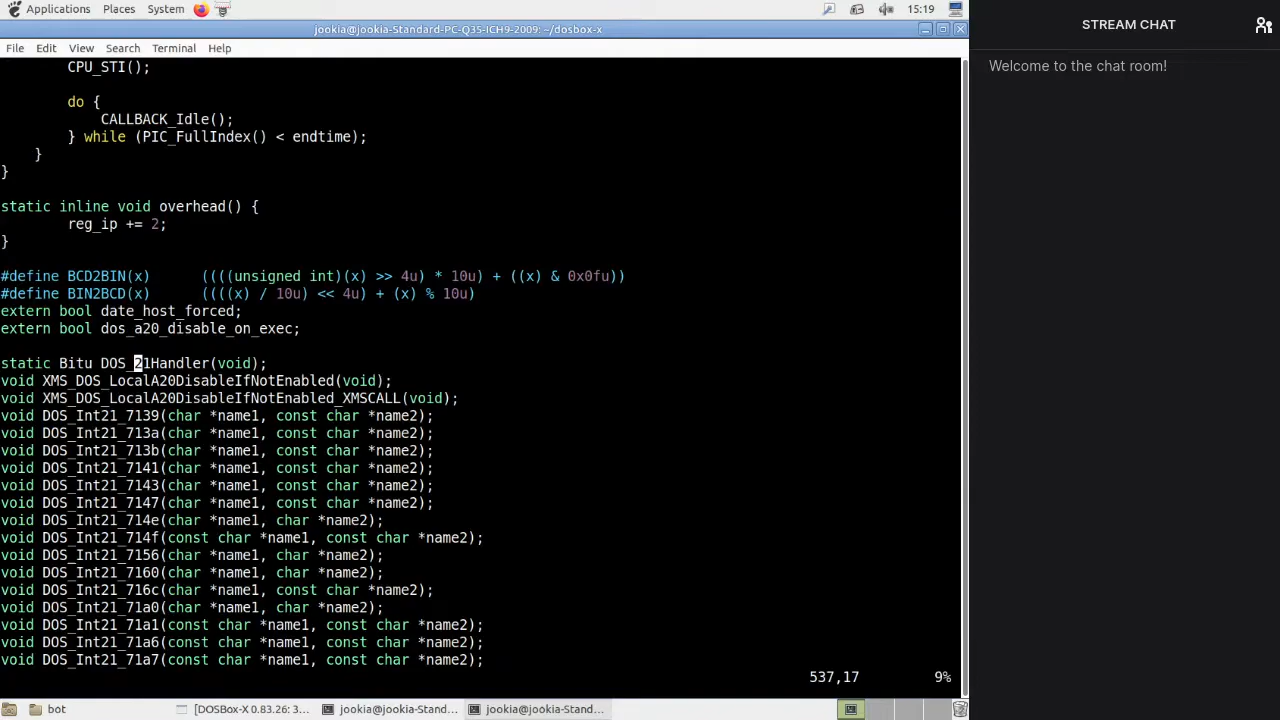 Applications Places System 15:19
jookia@jookia-Standard-PC-Q35-ICH9-2009: ~/dosbox-x
File Edit View Search Terminal Help
CPU_STI();
do {
CALLBACK_Idle();
} while (PIC_FullIndex() < endtime);
}
}
static inline void overhead() {
reg_ip += 2;
}
#define BCD2BIN(x) ((((unsigned int)(x) >> 4u) * 10u) + ((x) & 0x0fu))
#define BIN2BCD(x) ((((x) / 10u) << 4u) + (x) % 10u)
extern bool date_host_forced;
extern bool dos_a20_disable_on_exec;
static Bitu DOS_21Handler(void);
void XMS_DOS_LocalA20DisableIfNotEnabled(void);
void XMS_DOS_LocalA20DisableIfNotEnabled_XMSCALL(void);
void DOS_Int21_7139(char *name1, const char *name2);
void DOS_Int21_713a(char *name1, const char *name2);
void DOS_Int21_713b(char *name1, const char *name2);
void DOS_Int21_7141(char *name1, const char *name2);
void DOS_Int21_7143(char *name1, const char *name2);
void DOS_Int21_7147(char *name1, const char *name2);
void DOS_Int21_714e(char *name1, char *name2);
void DOS_Int21_714f(const char *name1, const char *name2);
void DOS_Int21_7156(char *name1, char *name2);
void DOS_Int21_7160(char *name1, char *name2);
void DOS_Int21_716c(char *name1, const char *name2);
void DOS_Int21_71a0(char *name1, char *name2);
void DOS_Int21_71a1(const char *name1, const char *name2);
void DOS_Int21_71a6(const char *name1, const char *name2);
void DOS_Int21_71a7(const char *name1, const char *name2);
537,17 9%
bot [DOSBox-X 0.83.26: 3... jookia@jookia-Stand... jookia@jookia-Stand...
STREAM CHAT
Welcome to the chat room!